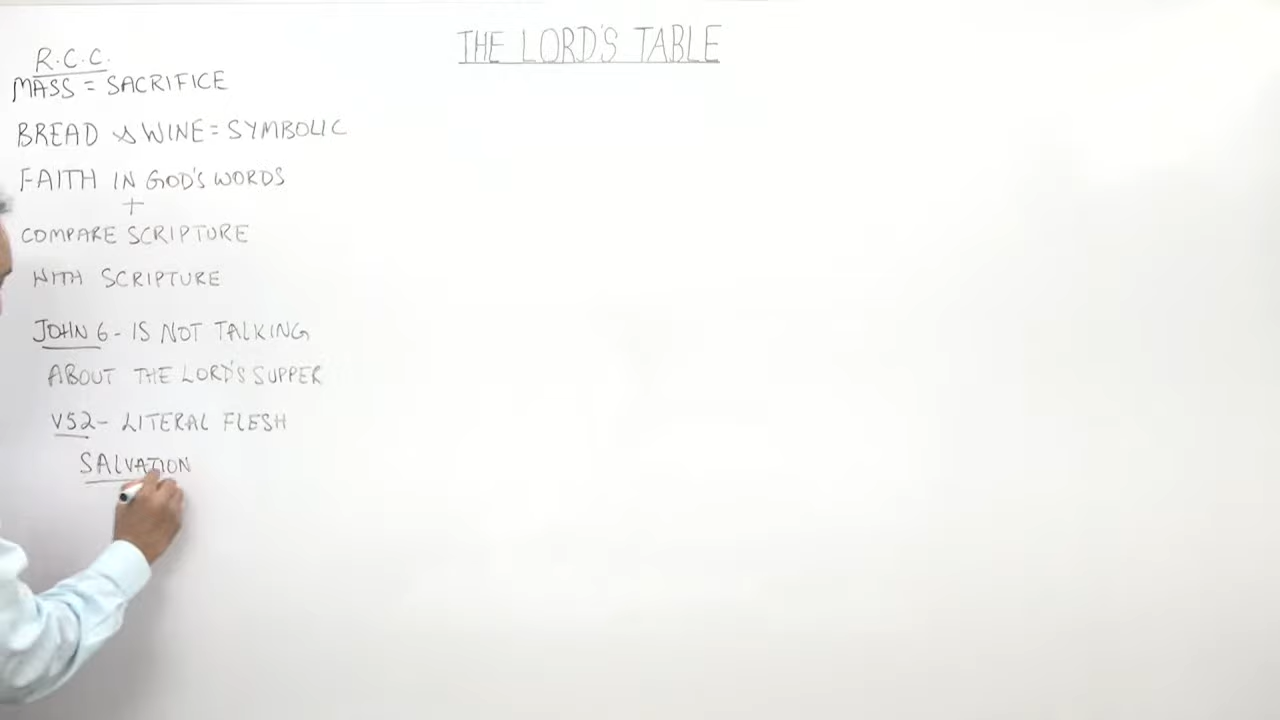 THE LORD'S TABLE
R.C.C.
MASS = SACRIFICE
BREAD & WINE = SYMBOLIC
FAITH IN GOD'S WORDS
+
COMPARE SCRIPTURE
WITH SCRIPTURE
JOHN 6 - IS NOT TALKING
ABOUT THE LORD'S SUPPER
V52 - LITERAL FLESH
SALVATION